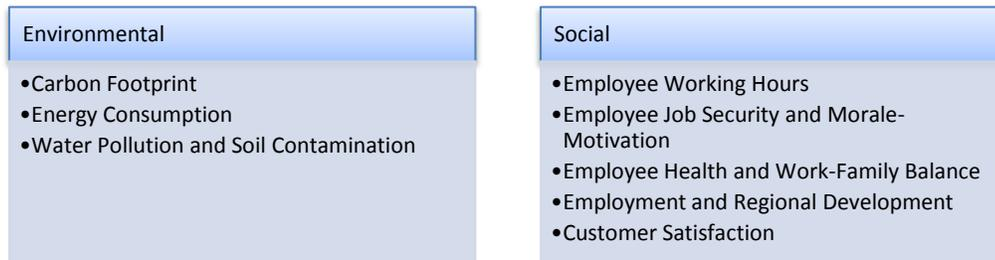 Environmental
•Carbon Footprint
•Energy Consumption
•Water Pollution and Soil Contamination
Social
•Employee Working Hours
•Employee Job Security and Morale-
Motivation
•Employee Health and Work-Family Balance
•Employment and Regional Development
•Customer Satisfaction